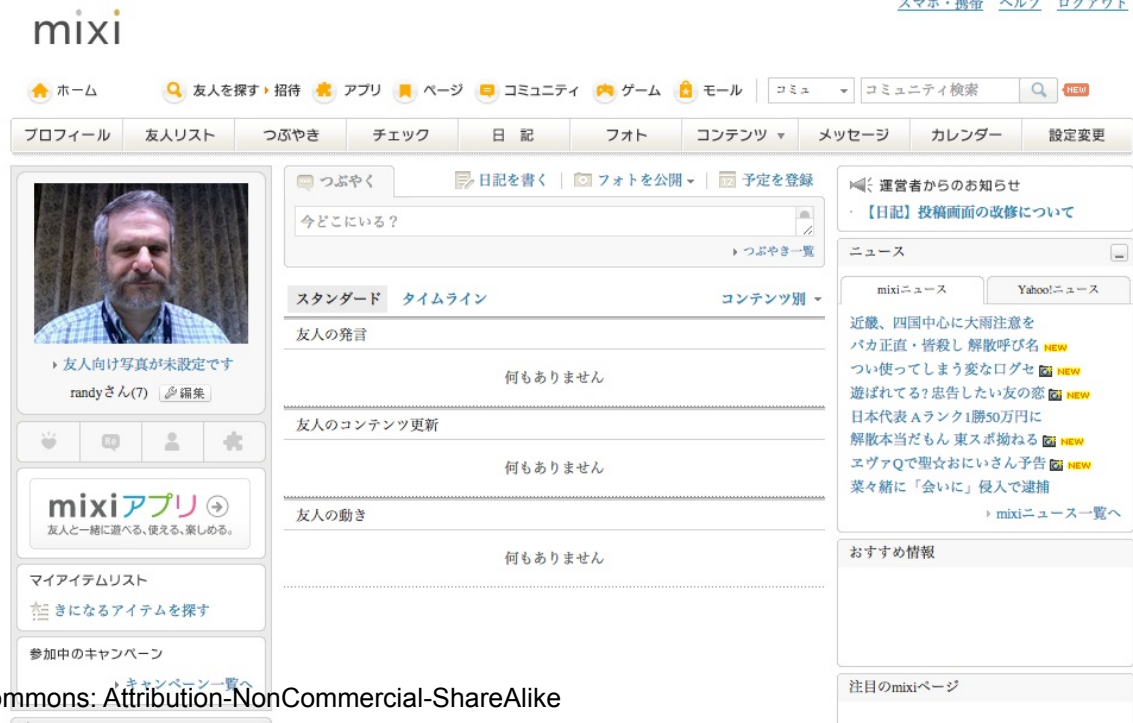 スマホ・携帯 ヘルプ ログアウト
mixi
ホーム 友人を探す 招待 アプリ ページ コミュニティ ゲーム モール コミュ コミュニティ検索 NEW
プロフィール 友人リスト つぶやき チェック 日 記 フォト コンテンツ メッセージ カレンダー 設定変更
友人向け写真が未設定です
randyさん(7) 編集
Re
mixiアプリ
友人と一緒に遊べる、使える、楽しめる。
マイアイテムリスト
きになるアイテムを探す
参加中のキャンペーン
キャンペーン一覧へ
つぶやく 日記を書く フォトを公開 12 予定を登録
今どこにいる?
つぶやき一覧
スタンダード タイムライン コンテンツ別
友人の発言
何もありません
友人のコンテンツ更新
何もありません
友人の動き
何もありません
運営者からのお知らせ
・【日記】投稿画面の改修について
ニュース
mixiニュース Yahoo!ニュース
近畿、四国中心に大雨注意を
バカ正直・皆殺し 解散呼び名 NEW
つい使ってしまう変な口グセ NEW
遊ばれてる? 忠告したい友の恋 NEW
日本代表 Aランク1勝50万円に
解散本当だもん 東スポ拗ねる NEW
ヱヴァQで聖☆おにいさん予告 NEW
菜々緒に「会いに」侵入で逮捕
mixiニュース一覧へ
おすすめ情報
注目のmixiページ
ommons: Attribution-NonCommercial-ShareAlike